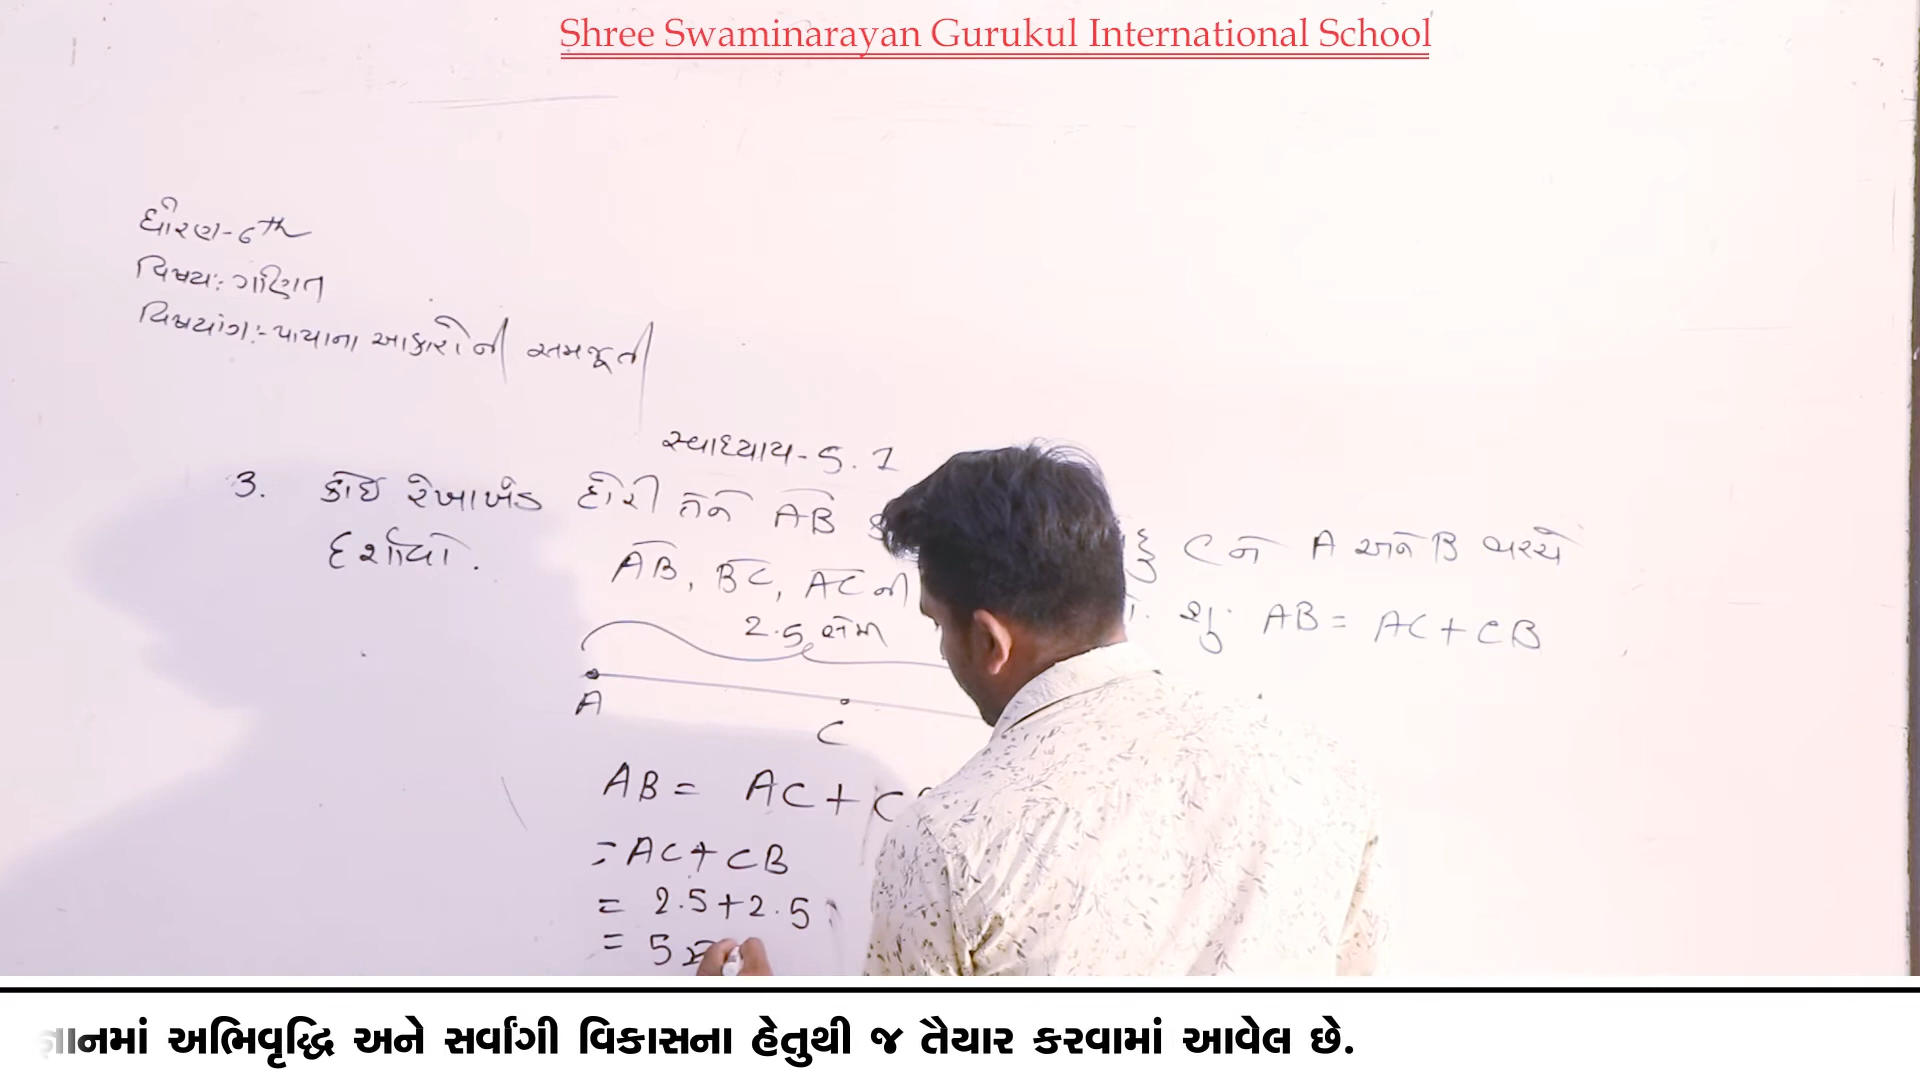 Shree Swaminarayan Gurukul International School
ધોરણ-6th
વિષય: ગણિત
વિષયાંગ:- પાયાના આકારોની સમજૂતી
સ્વાધ્યાય-5.1
3. કોઈ રેખાખંડ દોરી તેને AB C ને A અને B વચ્ચે
દર્શાવો. AB, BC, AC ની શું AB = AC + CB
2.5 સેમી
A
C
AB = AC + C
= AC + CB
= 2.5 + 2.5
= 5
જ્ઞાનમાં અભિવૃદ્ધિ અને સર્વાંગી વિકાસના હેતુથી જ તૈયાર કરવામાં આવેલ છે.